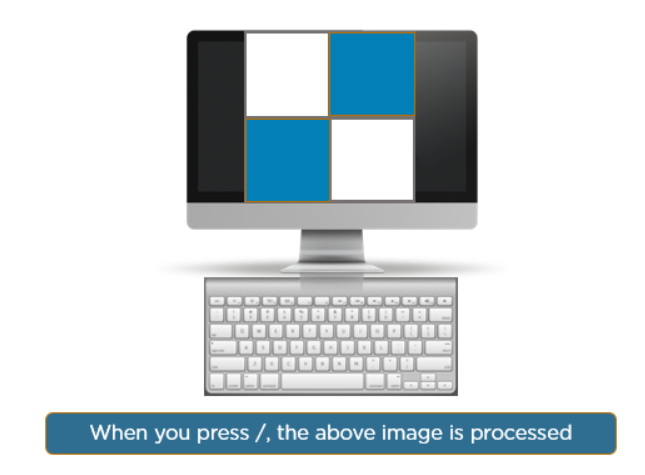 When you press /, the above image is processed